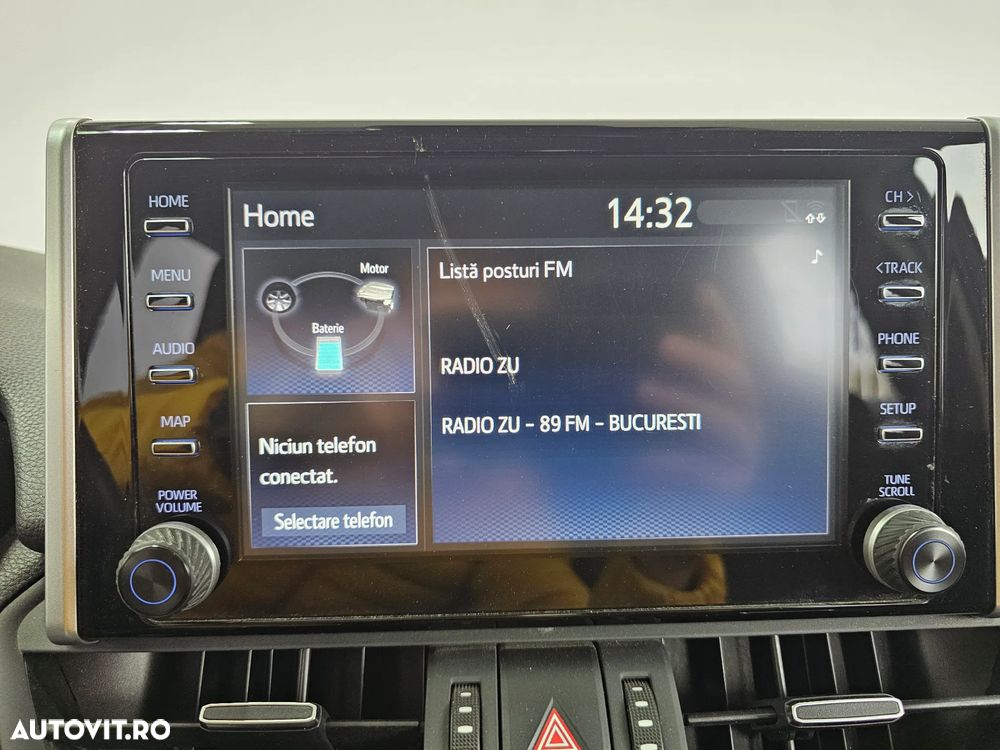 HOME
MENU
AUDIO
MAP
POWER
VOLUME
Home
14:32
Motor
Baterie
Niciun telefon
conectat.
Selectare telefon
Listă posturi FM
RADIO ZU
RADIO ZU - 89 FM - BUCURESTI
CH >
<TRACK
PHONE
SETUP
TUNE
SCROLL
AUTOVIT.RO